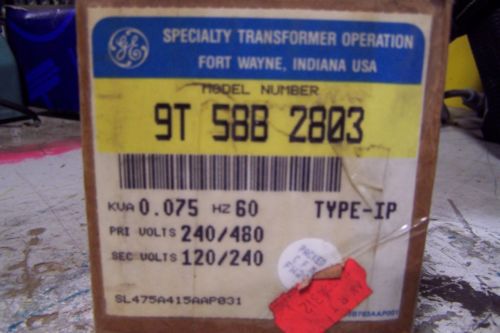 GE
SPECIALTY TRANSFORMER OPERATION
FORT WAYNE, INDIANA USA
MODEL NUMBER
9T 58B 2803
KVA 0.075 HZ 60 TYPE-IP
PRI VOLTS 240/480
SEC VOLTS 120/240
PACKED
SL475A415AAP031